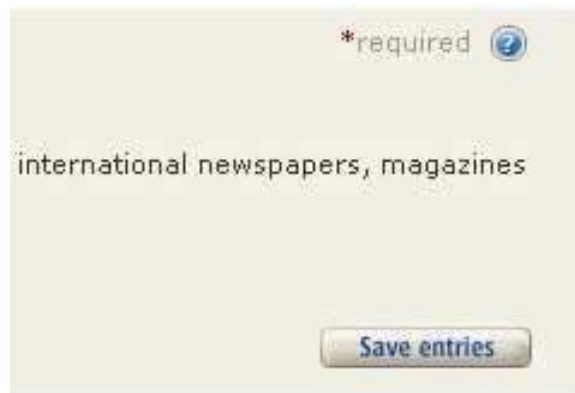 *required ?
international newspapers, magazines
Save entries